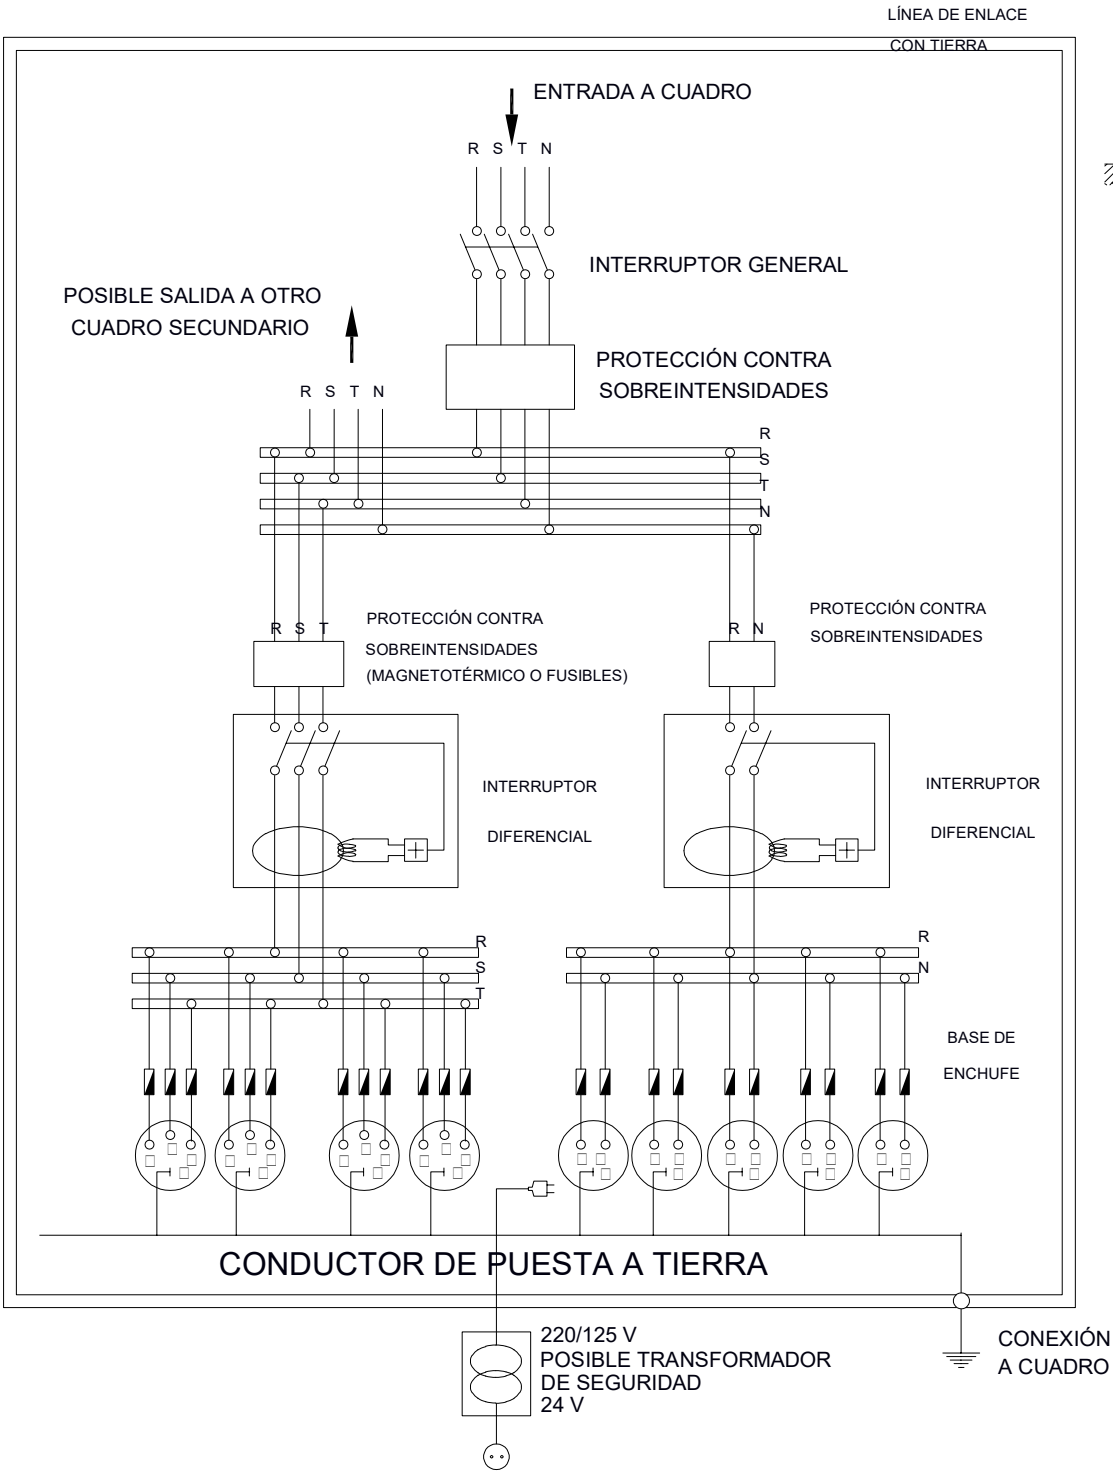 LÍNEA DE ENLACE
CON TIERRA
ENTRADA A CUADRO
R S T N
INTERRUPTOR GENERAL
POSIBLE SALIDA A OTRO
CUADRO SECUNDARIO
PROTECCIÓN CONTRA
SOBREINTENSIDADES
R S T N
R
S
T
N
PROTECCIÓN CONTRA
SOBREINTENSIDADES
(MAGNETOTÉRMICO O FUSIBLES)
R S T
PROTECCIÓN CONTRA
SOBREINTENSIDADES
R N
INTERRUPTOR
DIFERENCIAL
INTERRUPTOR
DIFERENCIAL
R
S
T
R
N
BASE DE
ENCHUFE
CONDUCTOR DE PUESTA A TIERRA
220/125 V
POSIBLE TRANSFORMADOR
DE SEGURIDAD
24 V
CONEXIÓN
A CUADRO